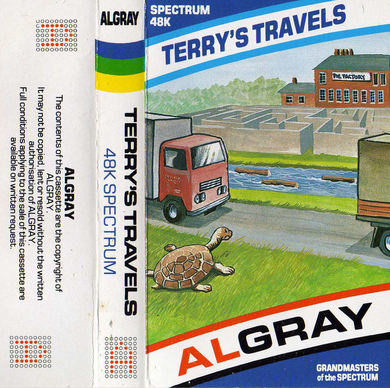 ALGRAY
The contents of this cassette are the copyright of
ALGRAY.
It may not be copied, lent or resold without the written
authorisation of ALGRAY.
Full conditions applying to the sale of this cassette are
available on written request.
ALGRAY
TERRY'S TRAVELS
48K SPECTRUM
SPECTRUM
48K
TERRY'S TRAVELS
PIE FACTORY
ALGRAY
GRANDMASTERS
of the SPECTRUM